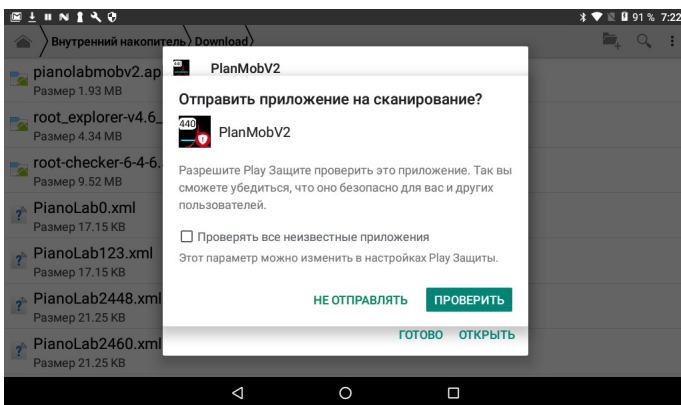 91 % 7:22
Внутренний накопитель Download
pianolabmobv2.ap
Размер 1.93 MB
root_explorer-v4.6_
Размер 4.34 MB
root-checker-6-4-6.
Размер 9.52 MB
PianoLab0.xml
Размер 17.15 KB
PianoLab123.xml
Размер 17.15 KB
PianoLab2448.xml
Размер 21.25 KB
PianoLab2460.xml
Размер 21.25 KB
PlanMobV2
Отправить приложение на сканирование?
440
PlanMobV2
Разрешите Play Защите проверить это приложение. Так вы
сможете убедиться, что оно безопасно для вас и других
пользователей.
Проверять все неизвестные приложения
Этот параметр можно изменить в настройках Play Защиты.
НЕ ОТПРАВЛЯТЬ ПРОВЕРИТЬ
ГОТОВО ОТКРЫТЬ